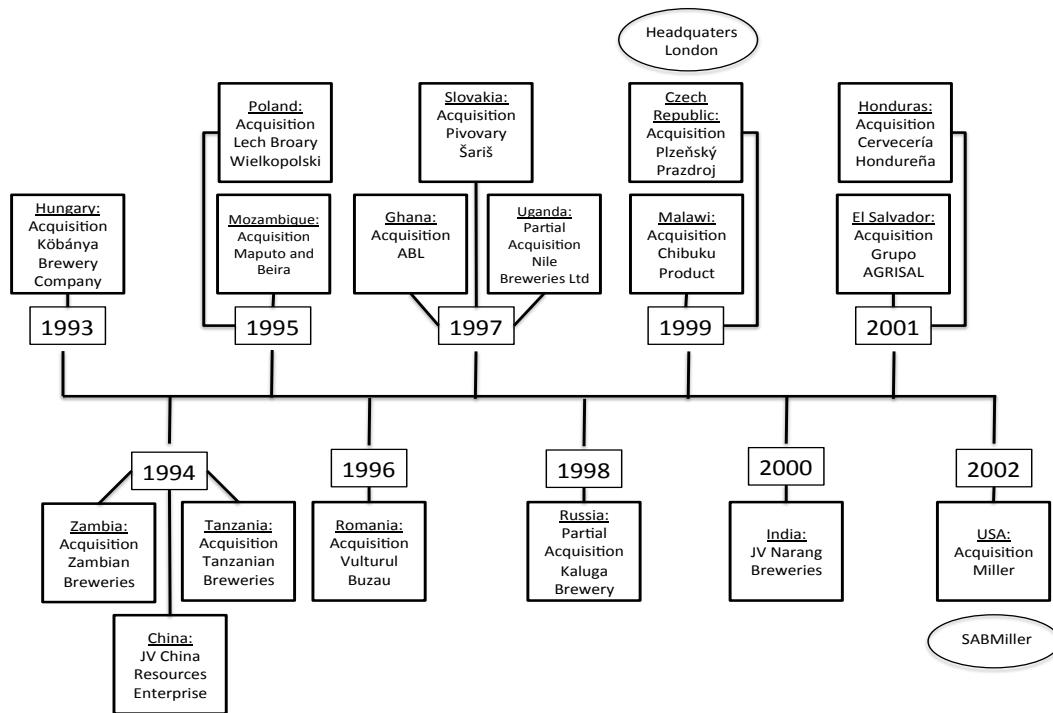 Headquaters
London
Poland:
Acquisition
Lech Broary
Wielkopolski
Slovakia:
Acquisition
Pivovary
Šariš
Czech
Republic:
Acquisition
Plzeňský
Prazdroj
Honduras:
Acquisition
Cervecería
Hondureña
Hungary:
Acquisition
Köbánya
Brewery
Company
Mozambique:
Acquisition
Maputo and
Beira
Ghana:
Acquisition
ABL
Uganda:
Partial
Acquisition
Nile
Breweries Ltd
Malawi:
Acquisition
Chibuku
Product
El Salvador:
Acquisition
Grupo
AGRISAL
1993
1995
1997
1999
2001
1994
1996
1998
2000
2002
Zambia:
Acquisition
Zambian
Breweries
Tanzania:
Acquisition
Tanzanian
Breweries
Romania:
Acquisition
Vulturul
Buzau
Russia:
Partial
Acquisition
Kaluga
Brewery
India:
JV Narang
Breweries
USA:
Acquisition
Miller
China:
JV China
Resources
Enterprise
SABMiller